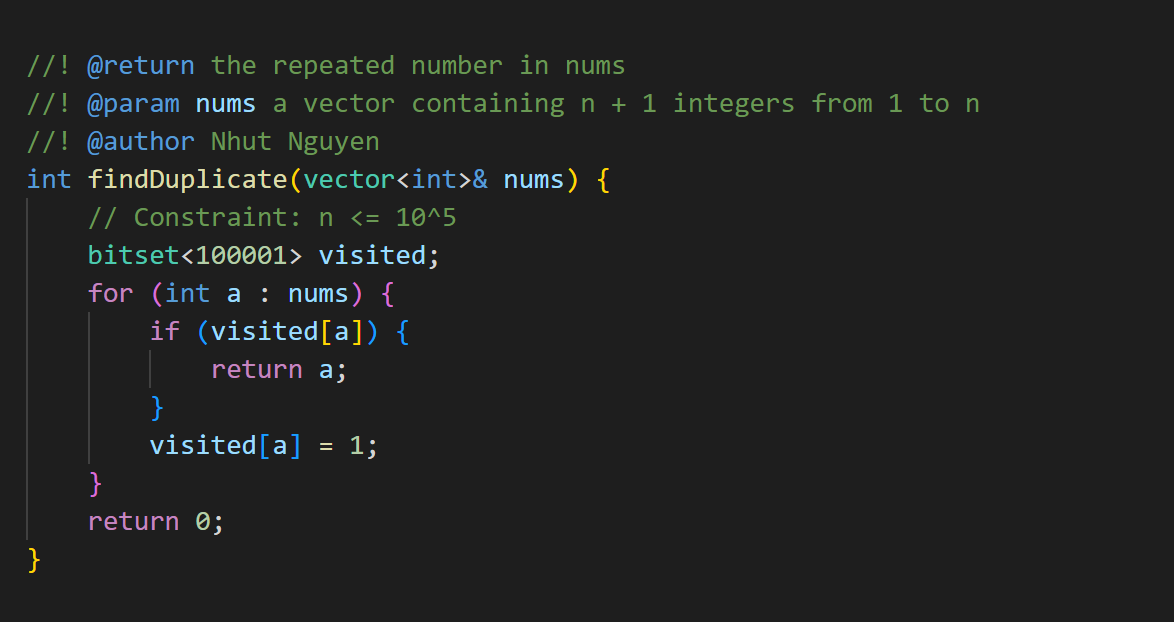 //! @return the repeated number in nums
//! @param nums a vector containing n + 1 integers from 1 to n
//! @author Nhut Nguyen
int findDuplicate(vector<int>& nums) {
    // Constraint: n <= 10^5
    bitset<100001> visited;
    for (int a : nums) {
        if (visited[a]) {
            return a;
        }
        visited[a] = 1;
    }
    return 0;
}